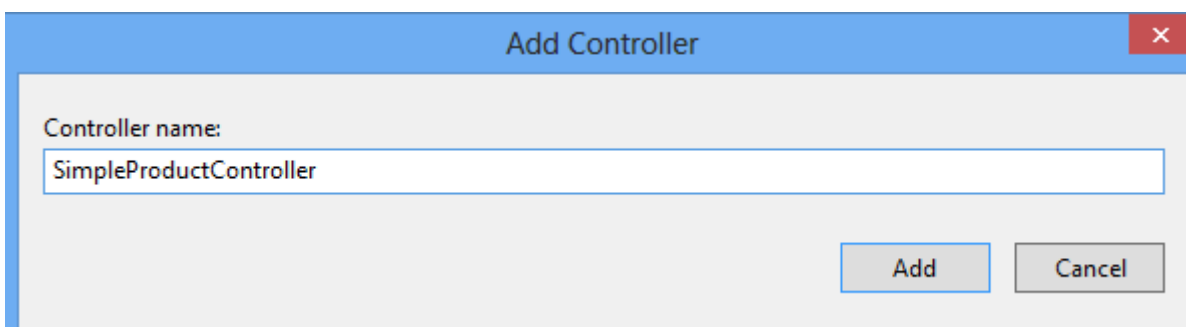 Add Controller
Controller name:
SimpleProductController
Add Cancel